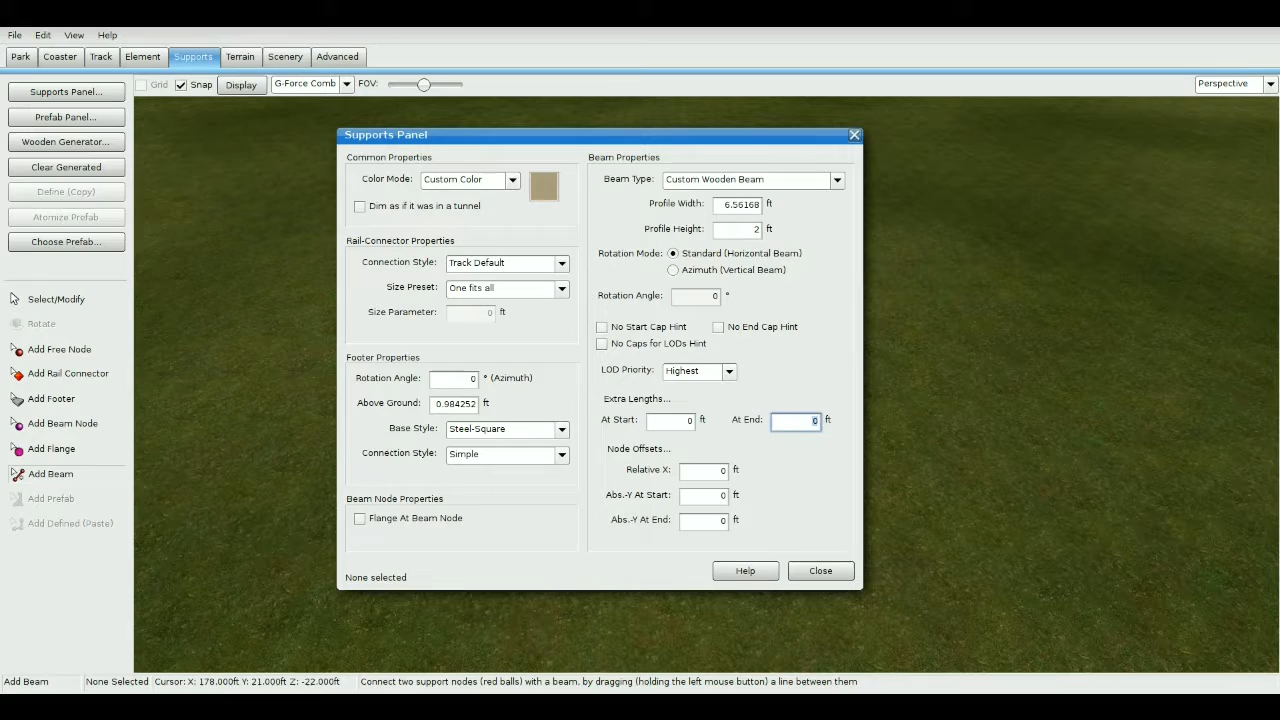 File Edit View Help
Park Coaster Track Element Supports Terrain Scenery Advanced
Grid Snap Display G-Force Comb FOV: Perspective
Supports Panel...
Prefab Panel...
Wooden Generator...
Clear Generated
Define (Copy)
Atomize Prefab
Choose Prefab...
Select/Modify
Rotate
Add Free Node
Add Rail Connector
Add Footer
Add Beam Node
Add Flange
Add Beam
Add Prefab
Add Defined (Paste)
Supports Panel
Common Properties
Color Mode: Custom Color
Dim as if it was in a tunnel
Rail-Connector Properties
Connection Style: Track Default
Size Preset: One fits all
Size Parameter: 0 ft
Footer Properties
Rotation Angle: 0 ° (Azimuth)
Above Ground: 0.984252 ft
Base Style: Steel-Square
Connection Style: Simple
Beam Node Properties
Flange At Beam Node
None selected
Beam Properties
Beam Type: Custom Wooden Beam
Profile Width: 6.56168 ft
Profile Height: 2 ft
Rotation Mode: Standard (Horizontal Beam)
Azimuth (Vertical Beam)
Rotation Angle: 0 °
No Start Cap Hint No End Cap Hint
No Caps for LODs Hint
LOD Priority: Highest
Extra Lengths...
At Start: 0 ft At End: 0 ft
Node Offsets...
Relative X: 0 ft
Abs.-Y At Start: 0 ft
Abs.-Y At End: 0 ft
Help Close
Add Beam None Selected Cursor: X: 178.000ft Y: 21.000ft Z: -22.000ft Connect two support nodes (red balls) with a beam, by dragging (holding the left mouse button) a line between them